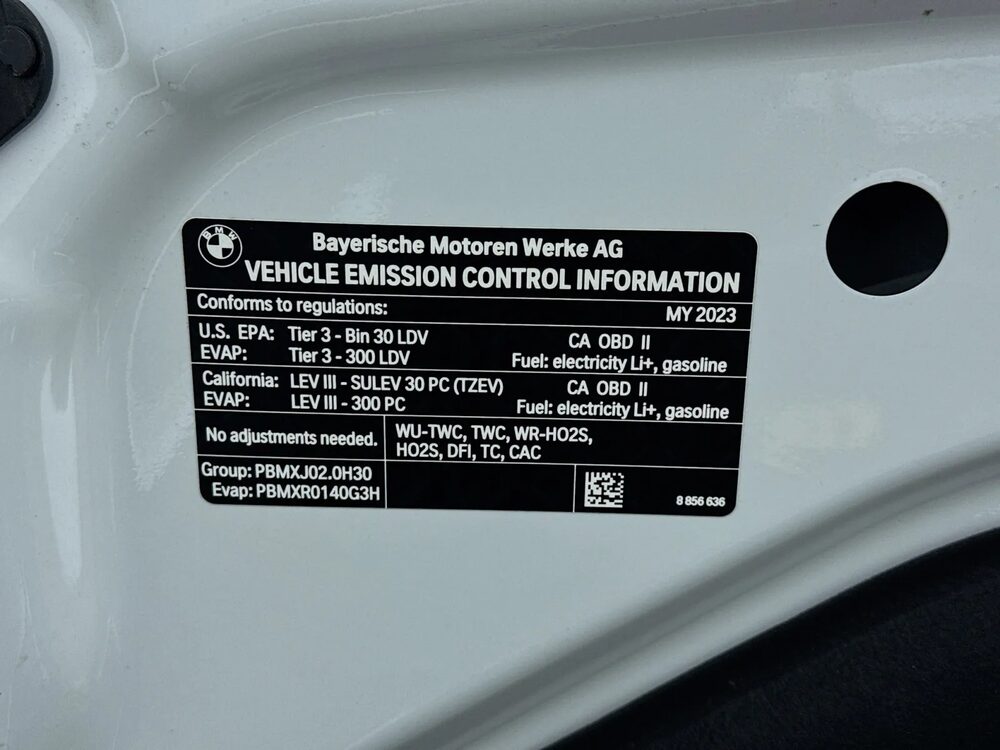 BMW
Bayerische Motoren Werke AG
VEHICLE EMISSION CONTROL INFORMATION
Conforms to regulations: MY 2023
U.S. EPA: Tier 3 - Bin 30 LDV CA OBD II
EVAP: Tier 3 - 300 LDV Fuel: electricity Li+, gasoline
California: LEV III - SULEV 30 PC (TZEV) CA OBD II
EVAP: LEV III - 300 PC Fuel: electricity Li+, gasoline
No adjustments needed.
WU-TWC, TWC, WR-HO2S,
HO2S, DFI, TC, CAC
Group: PBMXJ02.0H30
Evap: PBMXR0140G3H
8 856 636